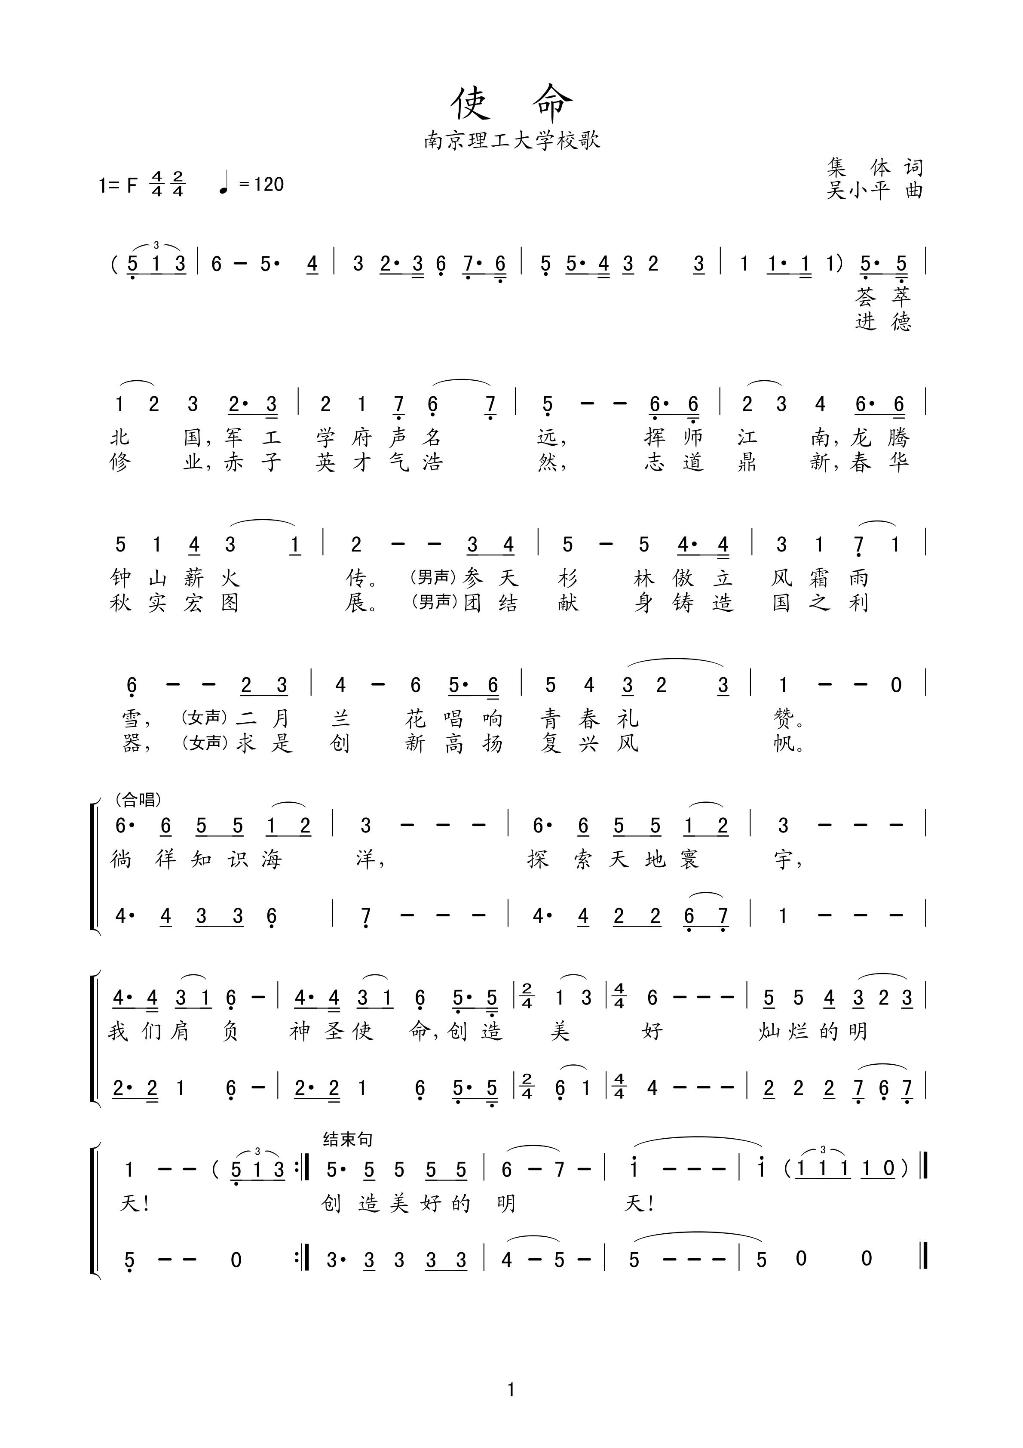 使 命
南京理工大学校歌
集 体 词
1= F 4/4 2/4 ♩=120
吴小平 曲
( 5 1 3 | 6 – 5· 4 | 3 2· 3 6 7· 6 | 5 5· 4 3 2 3 | 1 1· 1 1) 5· 5 |
荟 萃
进 德
1 2 3 2· 3 | 2 1 7 6 7 | 5 – – 6· 6 | 2 3 4 6· 6 |
北 国, 军 工 学 府 声 名 远, 挥 师 江 南, 龙 腾
修 业, 赤 子 英 才 气 浩 然, 志 道 鼎 新, 春 华
5 1 4 3 1 | 2 – – 3 4 | 5 – 5 4· 4 | 3 1 7 1 |
钟 山 薪 火 传。 (男声) 参 天 杉 林 傲 立 风 霜 雨
秋 实 宏 图 展。 (男声) 团 结 献 身 铸 造 国 之 利
6 – – 2 3 | 4 – 6 5· 6 | 5 4 3 2 3 | 1 – – 0 |
雪, (女声) 二 月 兰 花 唱 响 青 春 礼 赞。
器, (女声) 求 是 创 新 高 扬 复 兴 风 帆。
(合唱)
6· 6 5 5 1 2 | 3 – – – | 6· 6 5 5 1 2 | 3 – – – |
徜 徉 知 识 海 洋, 探 索 天 地 寰 宇,
4· 4 3 3 6 | 7 – – – | 4· 4 2 2 6 7 | 1 – – – |
4· 4 3 1 6 – | 4· 4 3 1 6 5· 5 | 2/4 1 3 | 4/4 6 – – – | 5 5 4 3 2 3 |
我 们 肩 负 神 圣 使 命, 创 造 美 好 灿 烂 的 明
2· 2 1 6 – | 2· 2 1 6 5· 5 | 2/4 6 1 | 4/4 4 – – – | 2 2 2 7 6 7 |
结束句
1 – – ( 5 1 3 :| 5· 5 5 5 5 | 6 – 7 – | 1 – – – | 1 ( 1 1 1 1 0 ) ‖
天! 创 造 美 好 的 明 天!
5 – – 0 :| 3· 3 3 3 3 | 4 – 5 – | 5 – – – | 5 0 0 ‖
1